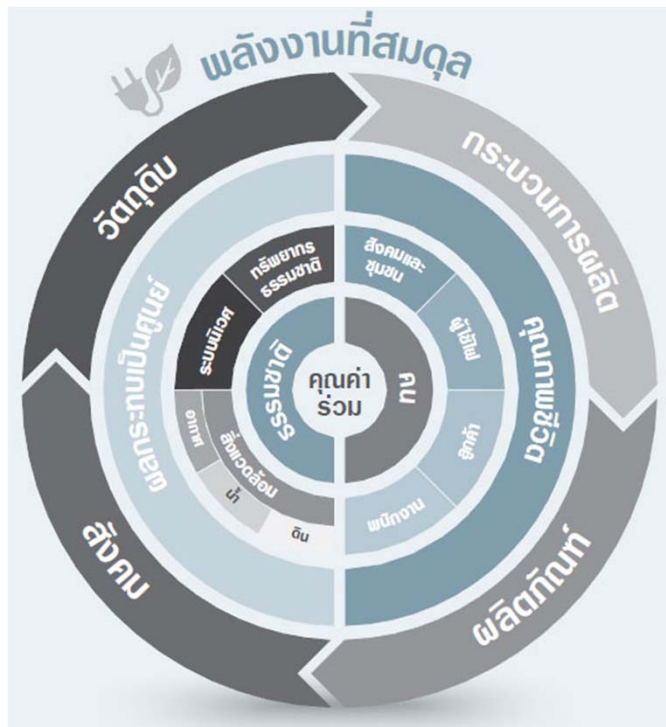 พลังงานที่สมดุล
วัตถุดิบ
กระบวนการผลิต
ผลิตภัณฑ์
สังคม
ผลกระทบเป็นศูนย์
คุณภาพชีวิต
ทรัพยากร
ธรรมชาติ
ระบบนิเวศ
สิ่งแวดล้อม
อากาศ
น้ำ
ดิน
สังคมและ
ชุมชน
ผู้ใช้ไฟ
ลูกค้า
พนักงาน
ธรรมชาติ
คน
คุณค่า
ร่วม